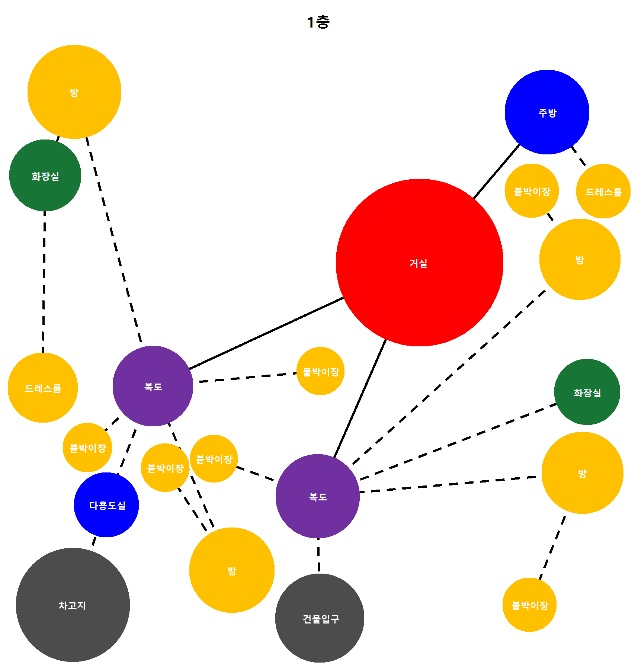 1층
방
주방
화장실
붙박이장
드레스룸
거실
방
복도
붙박이장
드레스룸
화장실
붙박이장
붙박이장
붙박이장
방
복도
다용도실
방
차고지
건물입구
붙박이장